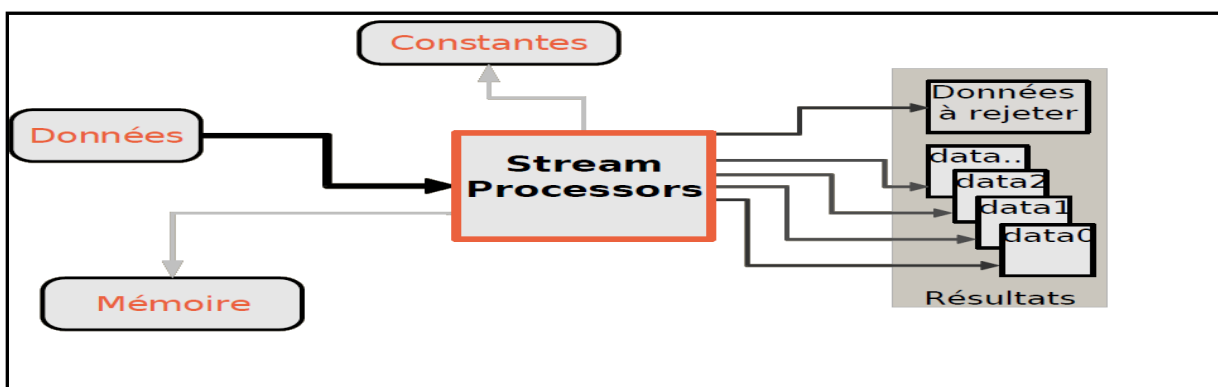 Constantes
Données
Stream
Processors
Mémoire
Données
à rejeter
data..
data2
data1
data0
Résultats